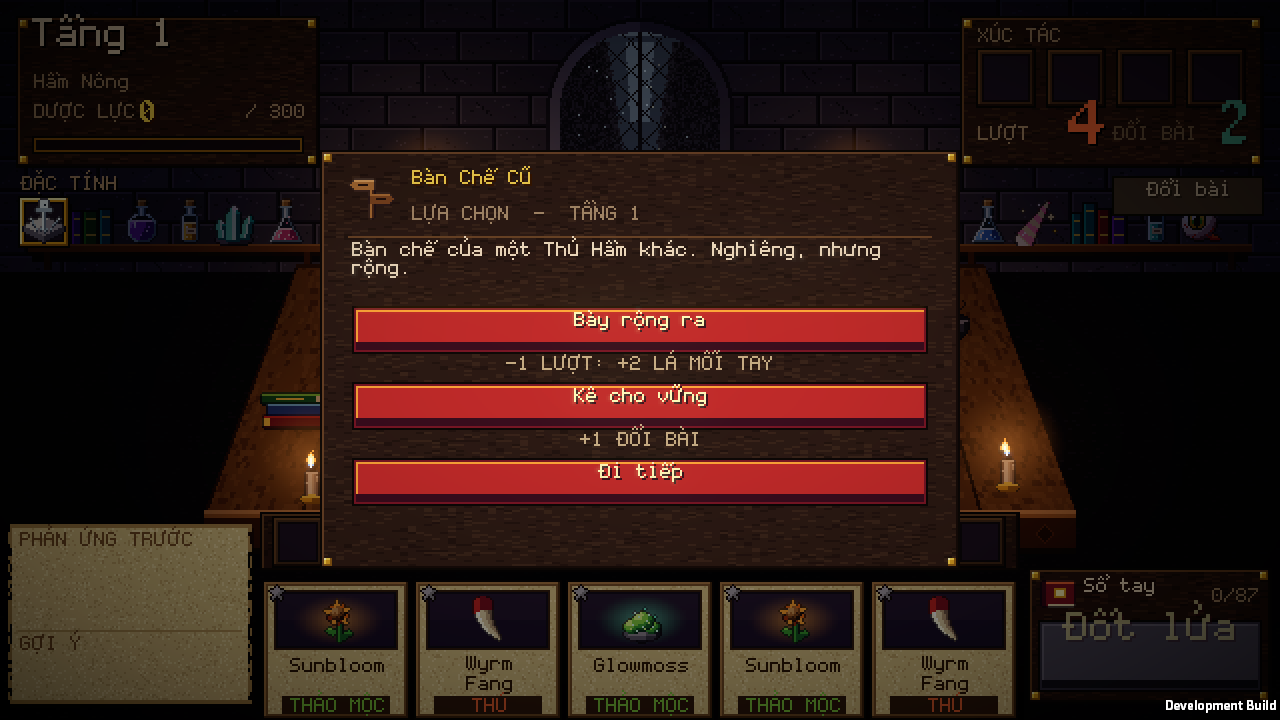 Tầng 1
Hầm Nông
DƯỢC LỰC 0 / 300
ĐẶC TÍNH
XÚC TÁC
LƯỢT 4 ĐỔI BÀI 2
Đổi bài
Bàn Chế Cũ
LỰA CHỌN – TẦNG 1
Bàn chế của một Thủ Hầm khác. Nghiêng, nhưng
rộng.
Bày rộng ra
-1 LƯỢT: +2 LÁ MỖI TAY
Kê cho vững
+1 ĐỔI BÀI
Đi tiếp
PHẢN ỨNG TRƯỚC
GỢI Ý
Sunbloom
THẢO MỘC
Wyrm
Fang
THÚ
Glowmoss
THẢO MỘC
Sunbloom
THẢO MỘC
Wyrm
Fang
THÚ
Sổ tay
0/87
Đốt lửa
Development Build